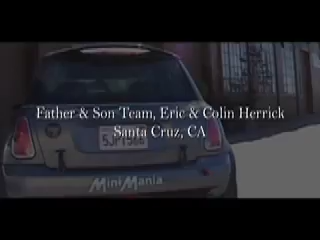 Father & Son Team, Eric & Colin Herrick
Santa Cruz, CA
MiniMania